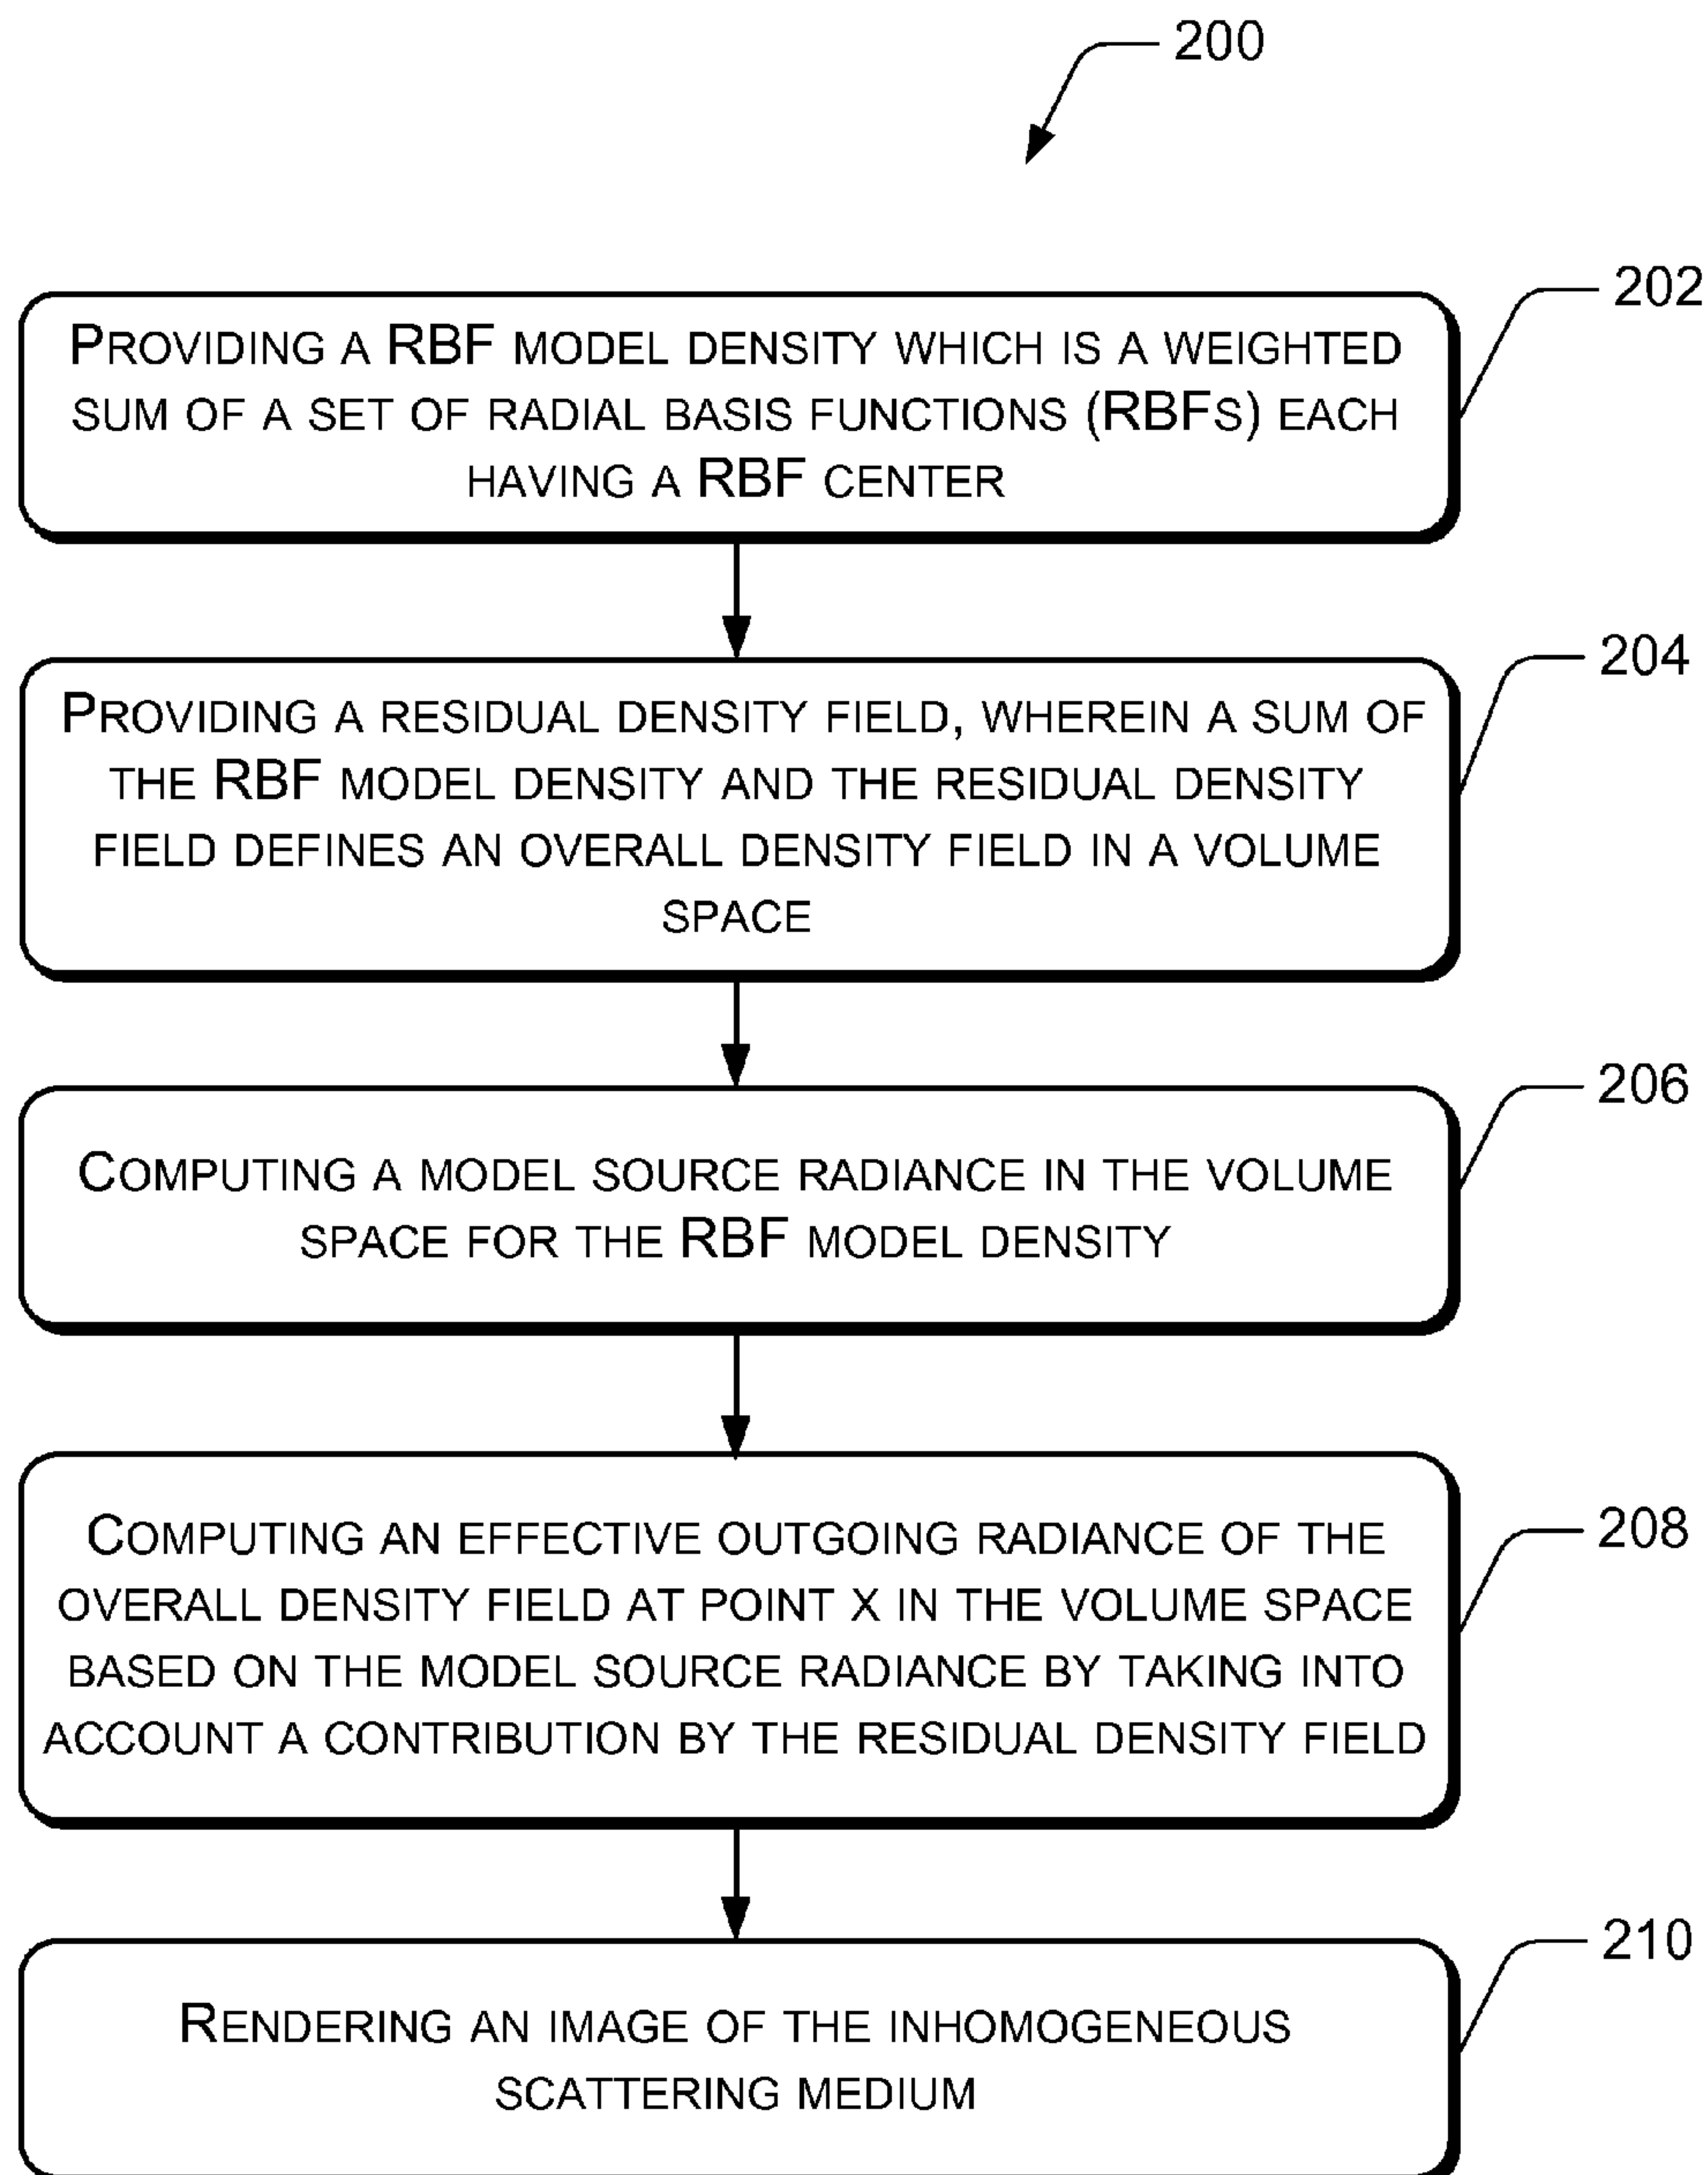 200
202
PROVIDING A RBF MODEL DENSITY WHICH IS A WEIGHTED
SUM OF A SET OF RADIAL BASIS FUNCTIONS (RBFS) EACH
HAVING A RBF CENTER
204
PROVIDING A RESIDUAL DENSITY FIELD, WHEREIN A SUM OF
THE RBF MODEL DENSITY AND THE RESIDUAL DENSITY
FIELD DEFINES AN OVERALL DENSITY FIELD IN A VOLUME
SPACE
206
COMPUTING A MODEL SOURCE RADIANCE IN THE VOLUME
SPACE FOR THE RBF MODEL DENSITY
208
COMPUTING AN EFFECTIVE OUTGOING RADIANCE OF THE
OVERALL DENSITY FIELD AT POINT X IN THE VOLUME SPACE
BASED ON THE MODEL SOURCE RADIANCE BY TAKING INTO
ACCOUNT A CONTRIBUTION BY THE RESIDUAL DENSITY FIELD
210
RENDERING AN IMAGE OF THE INHOMOGENEOUS
SCATTERING MEDIUM